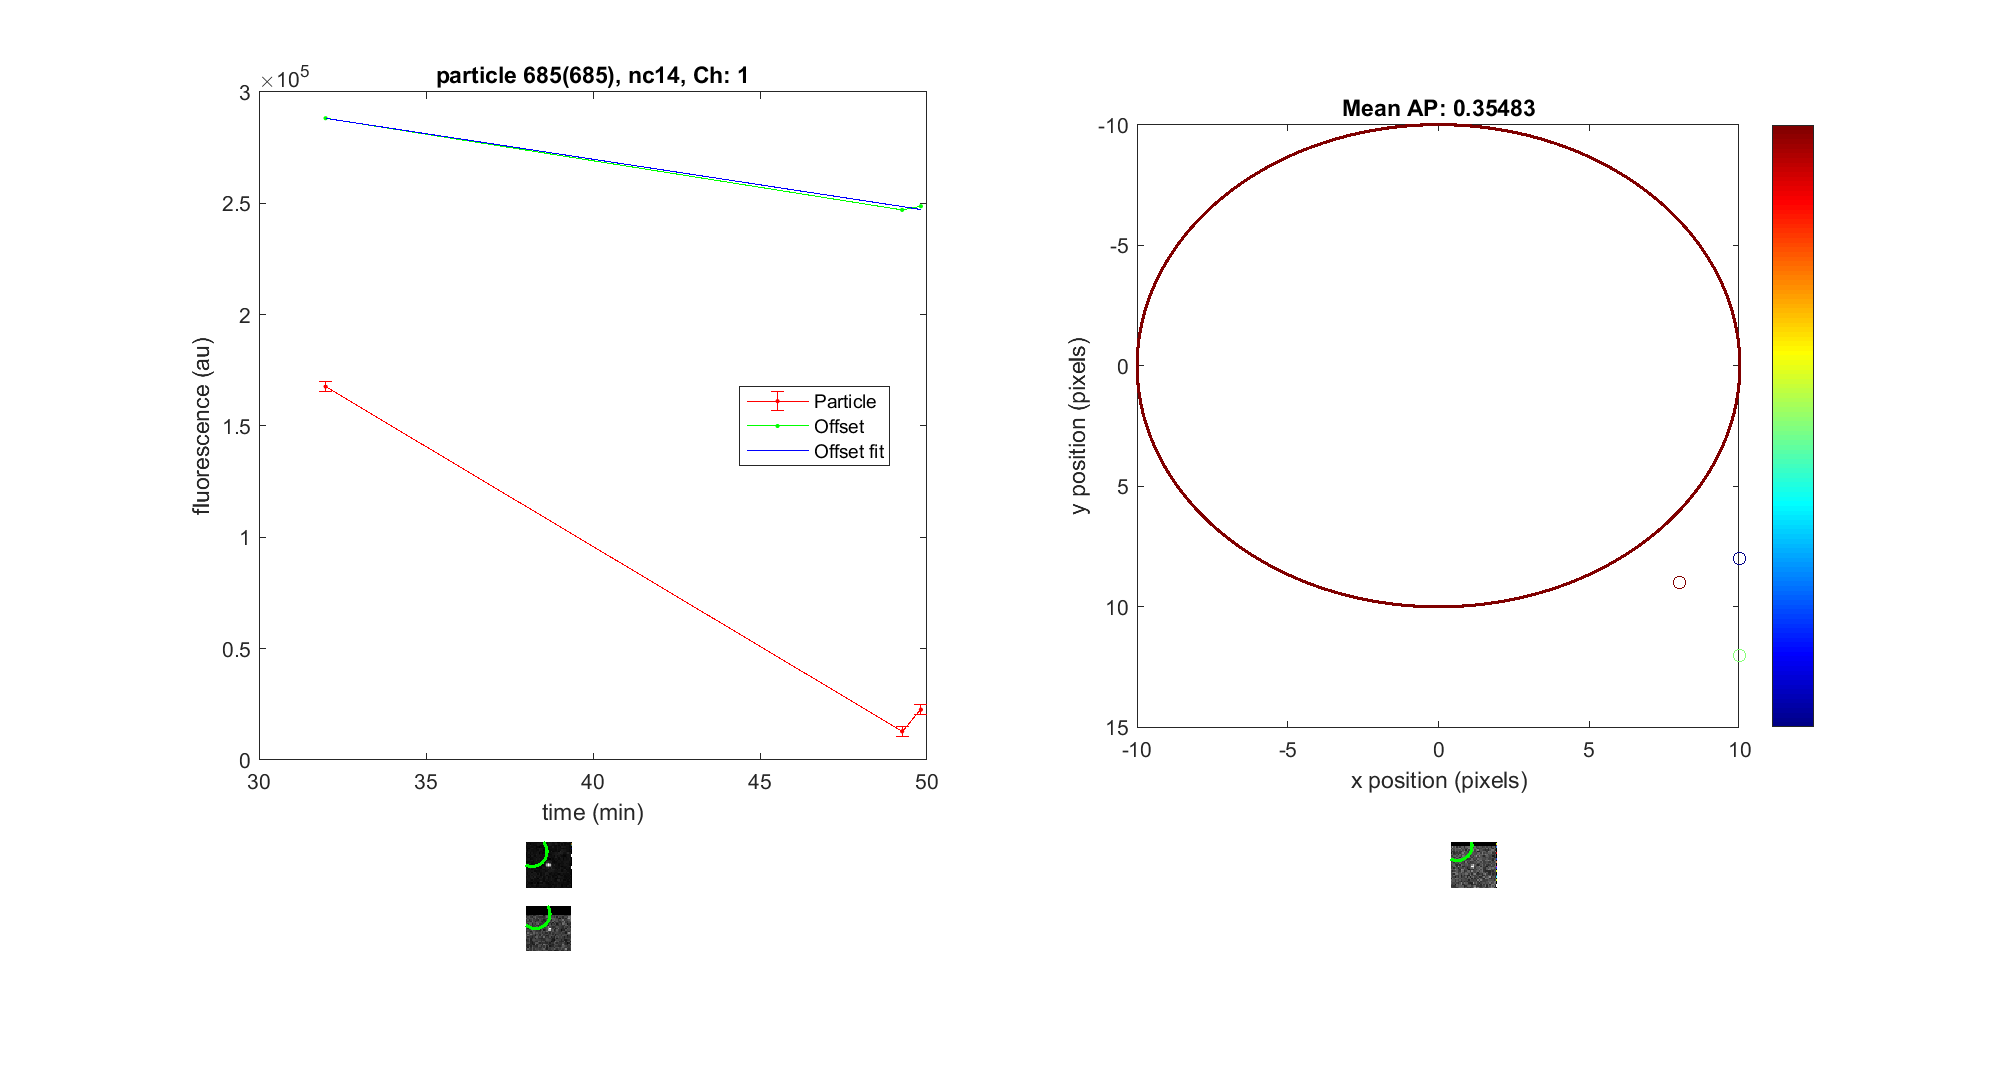 particle 685(685), nc14, Ch: 1
×10^5
3
2.5
2
1.5
1
0.5
0
30 35 40 45 50
time (min)
fluorescence (au)
Particle
Offset
Offset fit
Mean AP: 0.35483
-10
-5
0
5
10
15
-10 -5 0 5 10
x position (pixels)
y position (pixels)